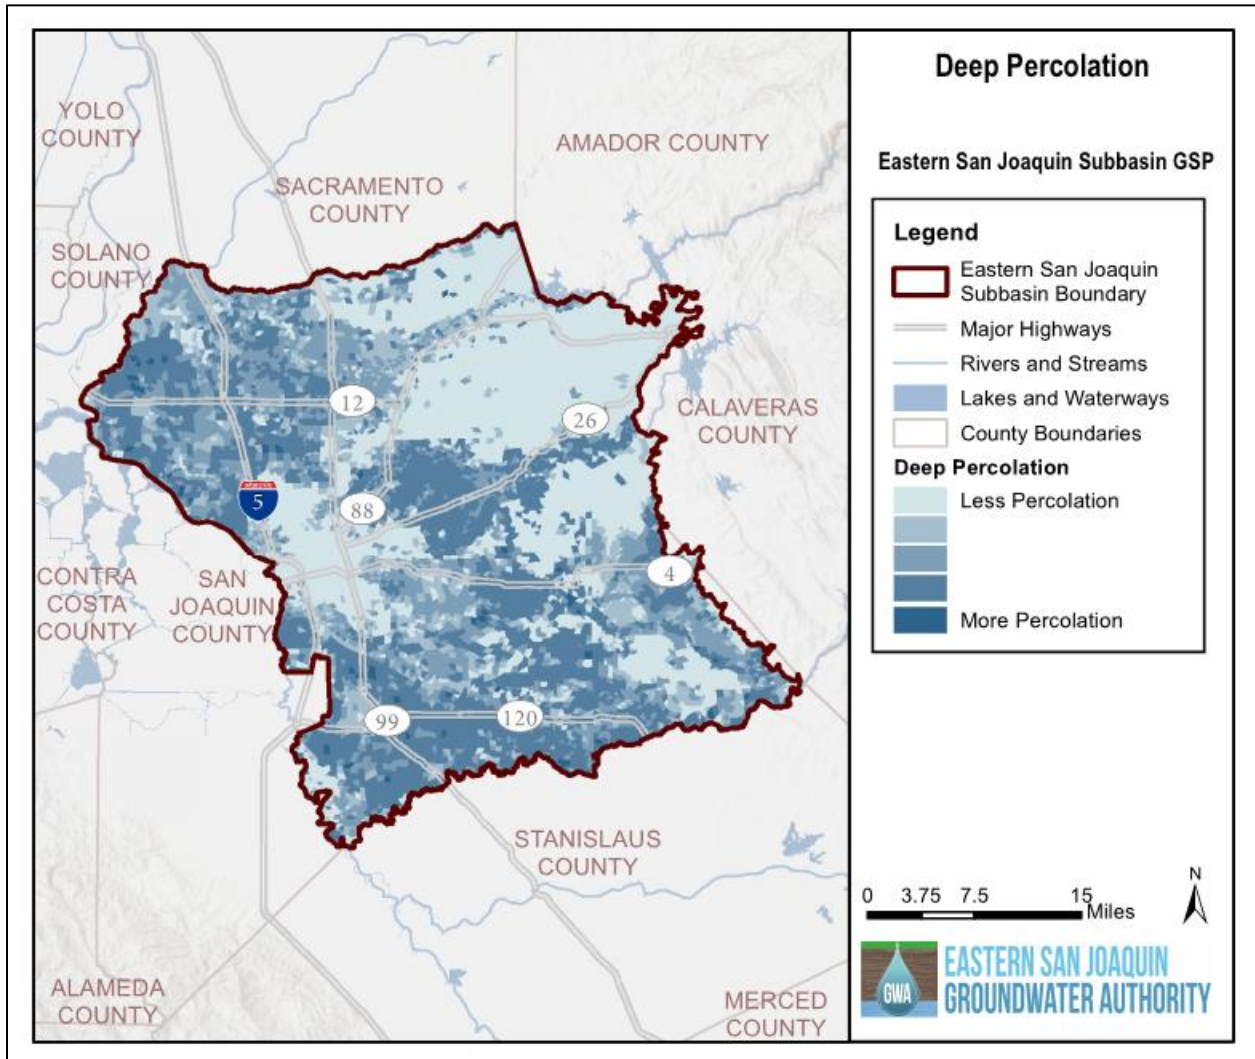 YOLO
COUNTY
AMADOR COUNTY
SACRAMENTO
COUNTY
SOLANO
COUNTY
12
26
CALAVERAS
COUNTY
5
88
4
CONTRA
COSTA
COUNTY
SAN
JOAQUIN
COUNTY
99
120
STANISLAUS
COUNTY
ALAMEDA
COUNTY
MERCED
COUNTY
Deep Percolation
Eastern San Joaquin Subbasin GSP
Legend
Eastern San Joaquin
Subbasin Boundary
Major Highways
Rivers and Streams
Lakes and Waterways
County Boundaries
Deep Percolation
Less Percolation
More Percolation
N
0 3.75 7.5 15
Miles
GWA
EASTERN SAN JOAQUIN
GROUNDWATER AUTHORITY